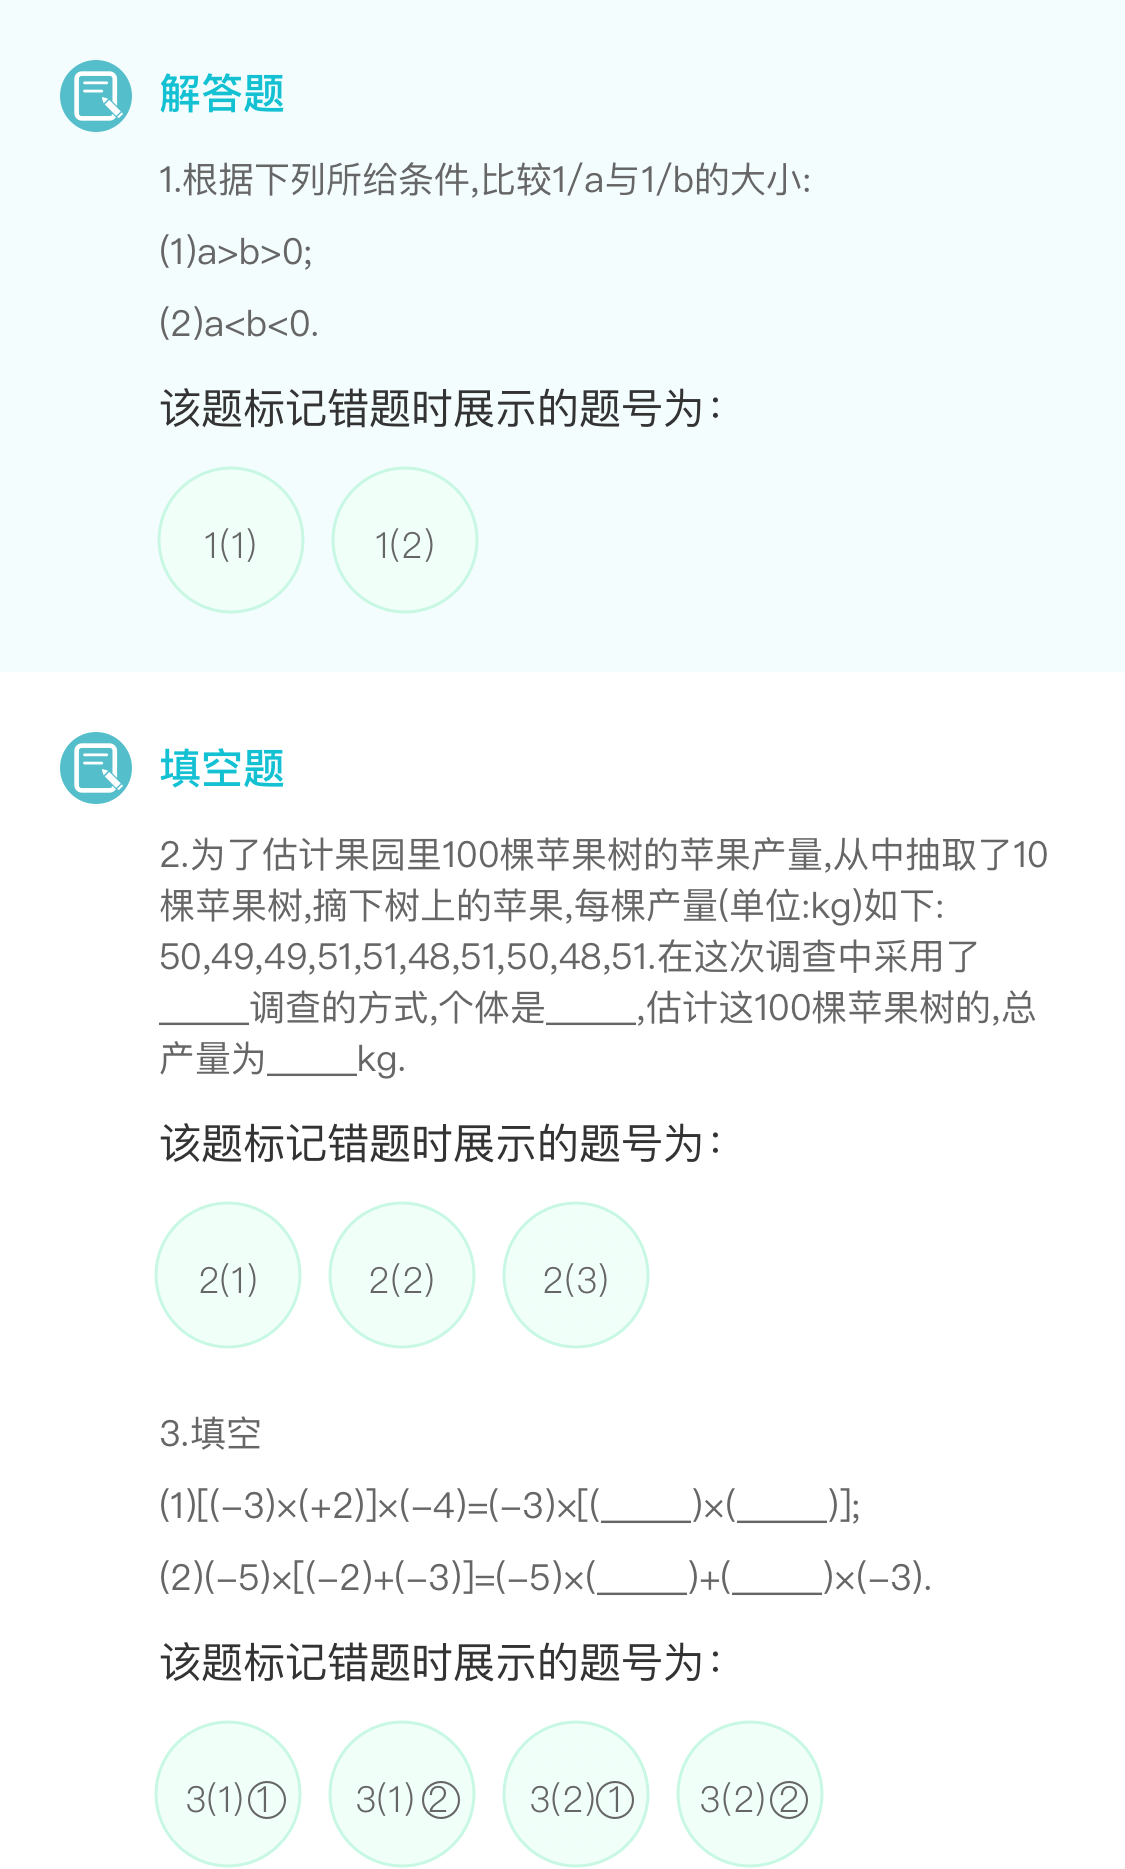 解答题
1.根据下列所给条件,比较1/a与1/b的大小:
(1)a>b>0;
(2)a<b<0.
该题标记错题时展示的题号为：
1(1) 1(2)
填空题
2.为了估计果园里100棵苹果树的苹果产量,从中抽取了10
棵苹果树,摘下树上的苹果,每棵产量(单位:kg)如下:
50,49,49,51,51,48,51,50,48,51.在这次调查中采用了
_____调查的方式,个体是_____,估计这100棵苹果树的,总
产量为_____kg.
该题标记错题时展示的题号为：
2(1) 2(2) 2(3)
3.填空
(1)[(−3)×(+2)]×(−4)=(−3)×[(_____)×(_____)];
(2)(−5)×[(−2)+(−3)]=(−5)×(_____)+(_____)×(−3).
该题标记错题时展示的题号为：
3(1)① 3(1)② 3(2)① 3(2)②